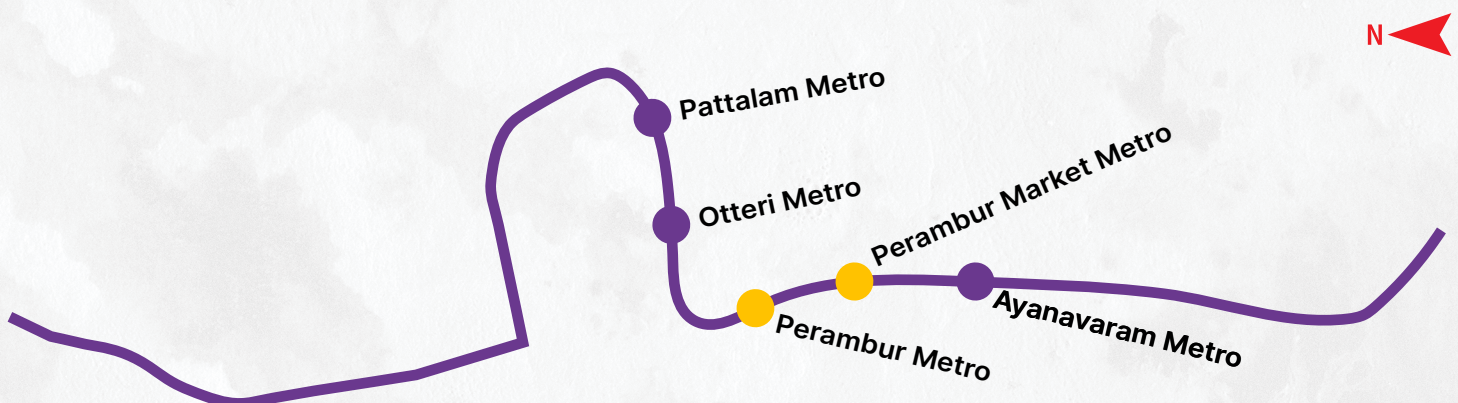 N
Pattalam Metro
Otteri Metro
Perambur Market Metro
Perambur Metro
Ayanavaram Metro